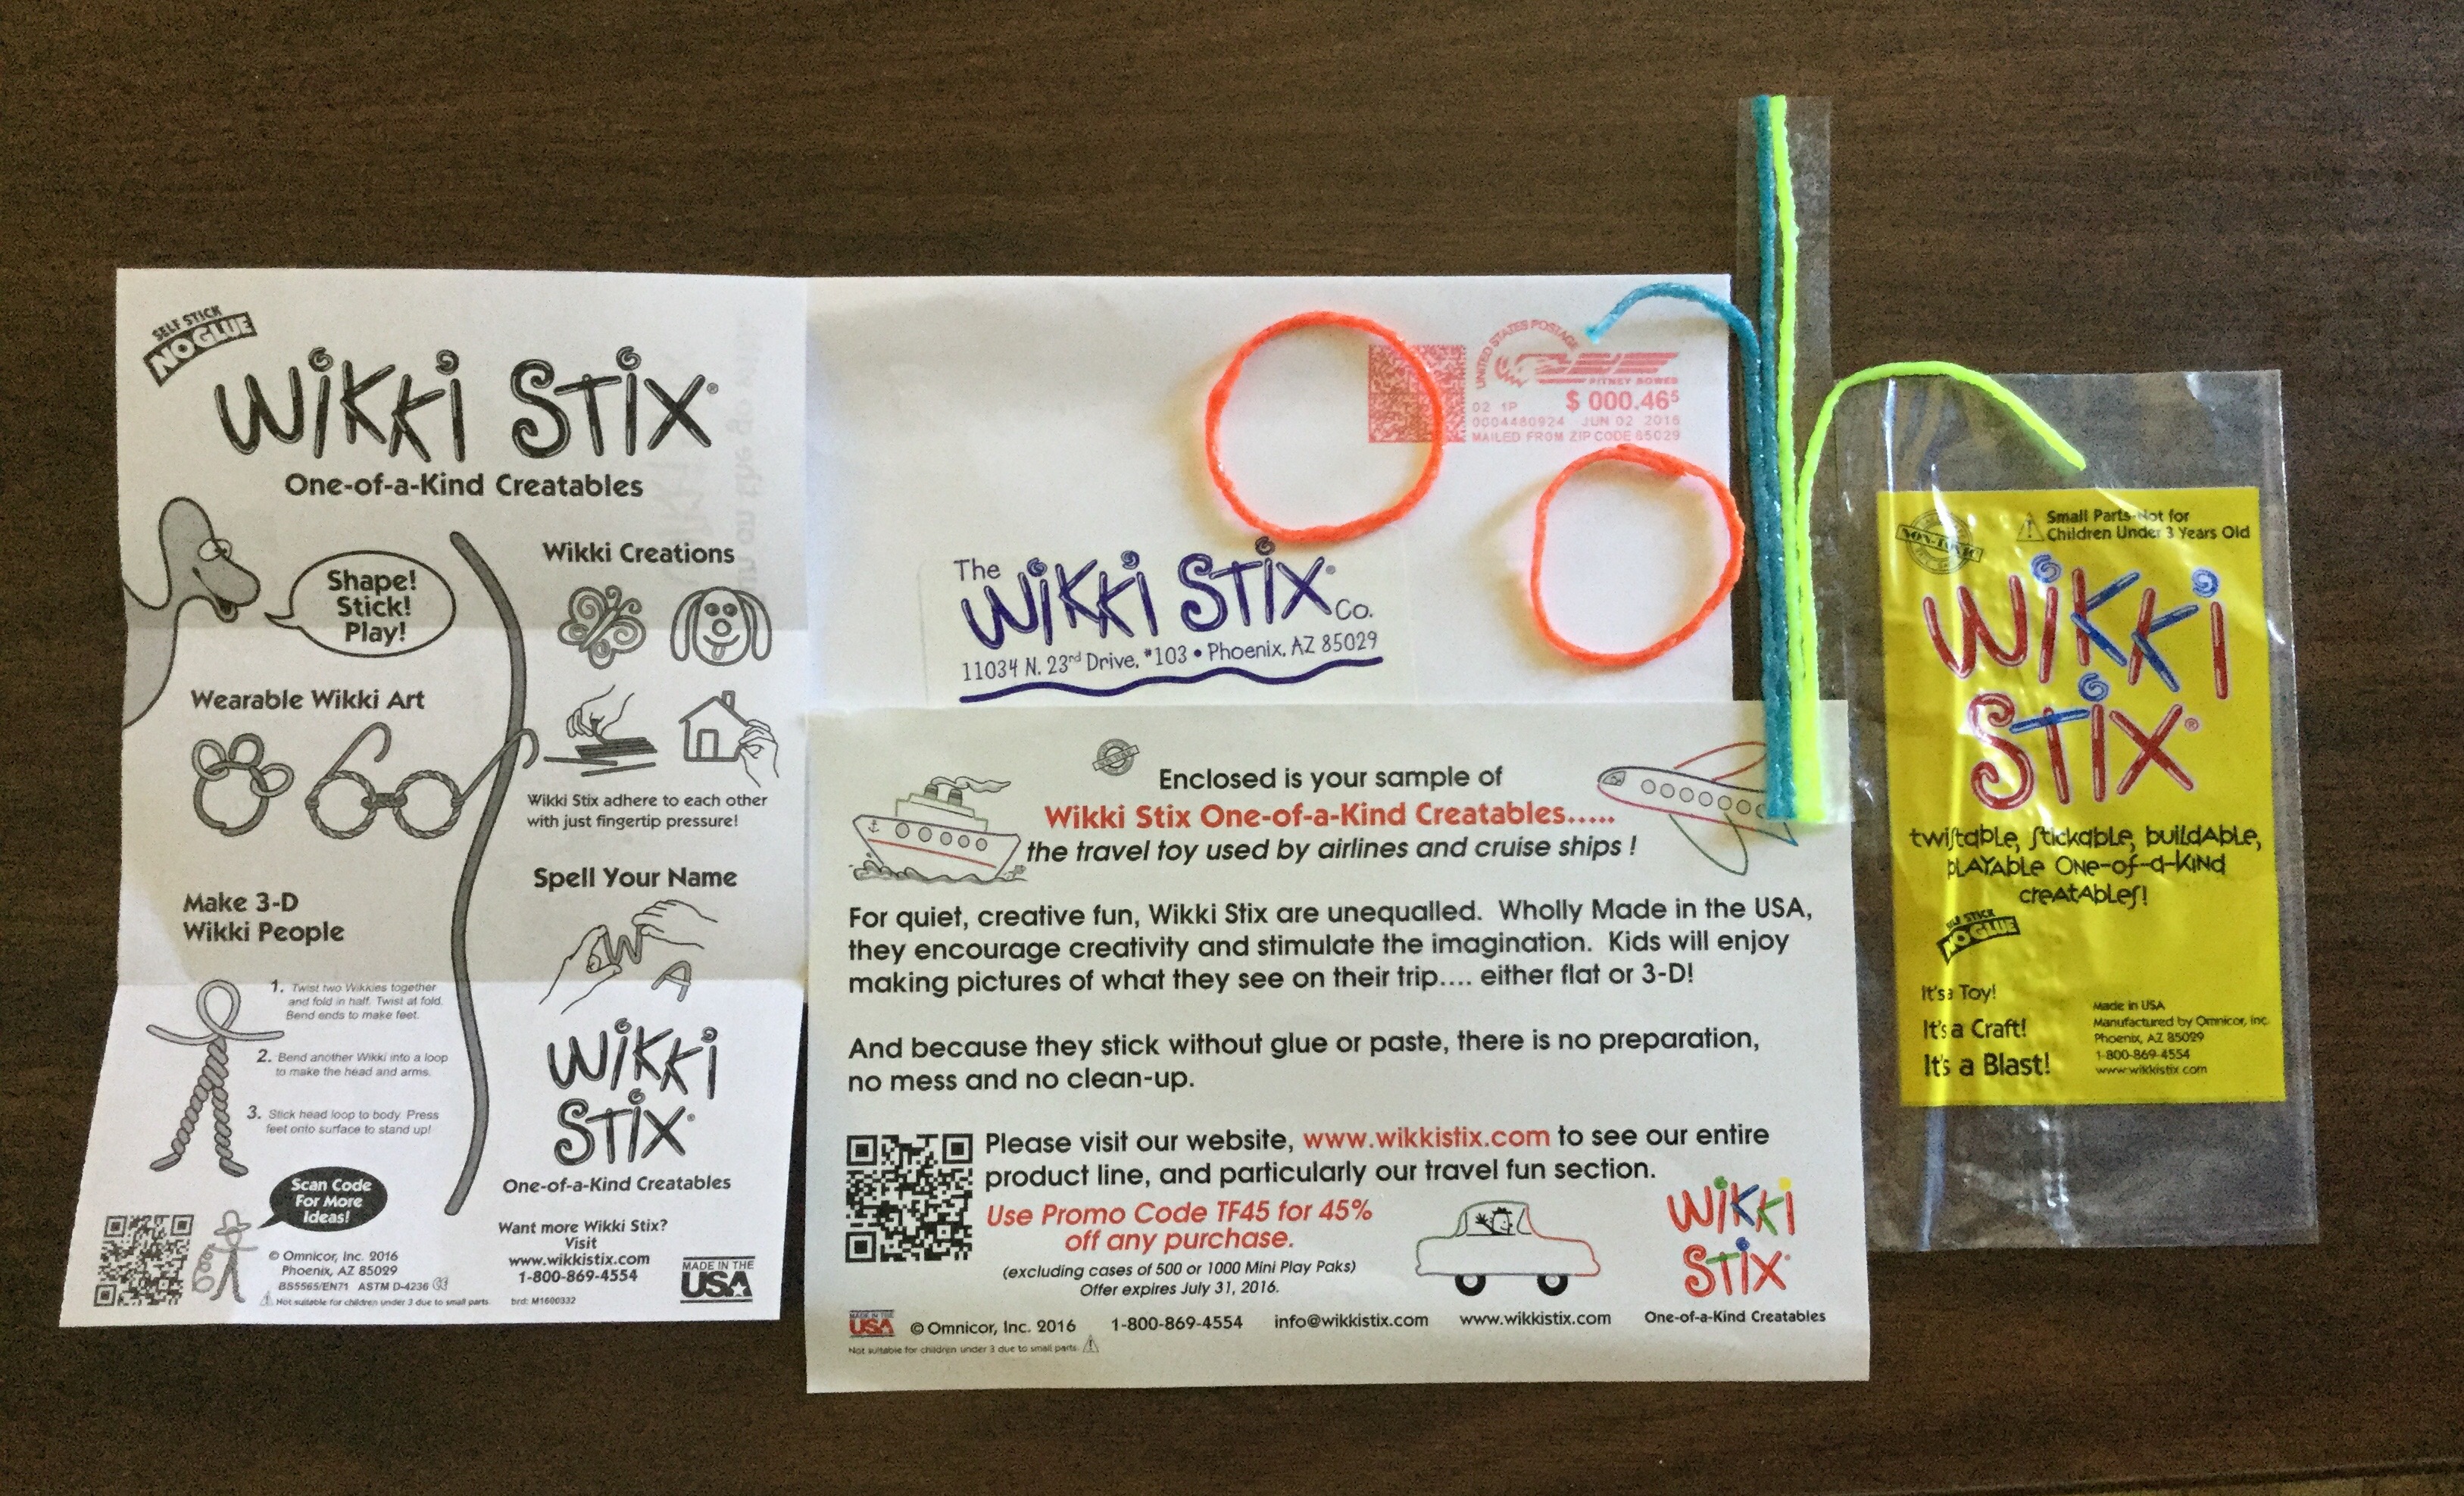 SELF STICK
NO GLUE
WIKKI STIX®
One-of-a-Kind Creatables
Shape!
Stick!
Play!
Wikki Creations
Wearable Wikki Art
Wikki Stix adhere to each other
with just fingertip pressure!
Make 3-D
Wikki People
Spell Your Name
W
A
1. Twist two Wikkies together
and fold in half. Twist at fold.
Bend ends to make feet.
2. Bend another Wikki into a loop
to make the head and arms.
3. Stick head loop to body. Press
feet onto surface to stand up!
Scan Code
For More
Ideas!
© Omnicor, Inc. 2016
Phoenix, AZ 85029
BS5565/EN71 ASTM D-4236
Not suitable for children under 3 due to small parts.
WIKKI
STIX®
One-of-a-Kind Creatables
Want more Wikki Stix?
Visit
www.wikkistix.com
1-800-869-4554
brd: M1600332
MADE IN THE
USA
UNITED STATES POSTAGE
PITNEY BOWES
02 1P
$ 000.46⁵
0004480924 JUN 02 2016
MAILED FROM ZIP CODE 85029
The
WIKKI STIX® Co.
11034 N. 23rd Drive, #103 • Phoenix, AZ 85029
Enclosed is your sample of
Wikki Stix One-of-a-Kind Creatables.....
the travel toy used by airlines and cruise ships !
For quiet, creative fun, Wikki Stix are unequalled. Wholly Made in the USA,
they encourage creativity and stimulate the imagination. Kids will enjoy
making pictures of what they see on their trip.... either flat or 3-D!
And because they stick without glue or paste, there is no preparation,
no mess and no clean-up.
Please visit our website, www.wikkistix.com to see our entire
product line, and particularly our travel fun section.
Use Promo Code TF45 for 45%
off any purchase.
(excluding cases of 500 or 1000 Mini Play Paks)
Offer expires July 31, 2016.
WIKKI
STIX®
One-of-a-Kind Creatables
MADE IN THE
USA
© Omnicor, Inc. 2016 1-800-869-4554 info@wikkistix.com www.wikkistix.com
Not suitable for children under 3 due to small parts.
NON-TOXIC
Small Parts-Not for
Children Under 3 Years Old
WIKKI
STIX®
twistable, stickable, buildAble,
plAYAble ONe-of-a-KiNd
creAtAbles!
SELF STICK
NO GLUE
It's a Toy!
It's a Craft!
It's a Blast!
Made in USA
Manufactured by Omnicor, Inc.
Phoenix, AZ 85029
1-800-869-4554
www.wikkistix.com